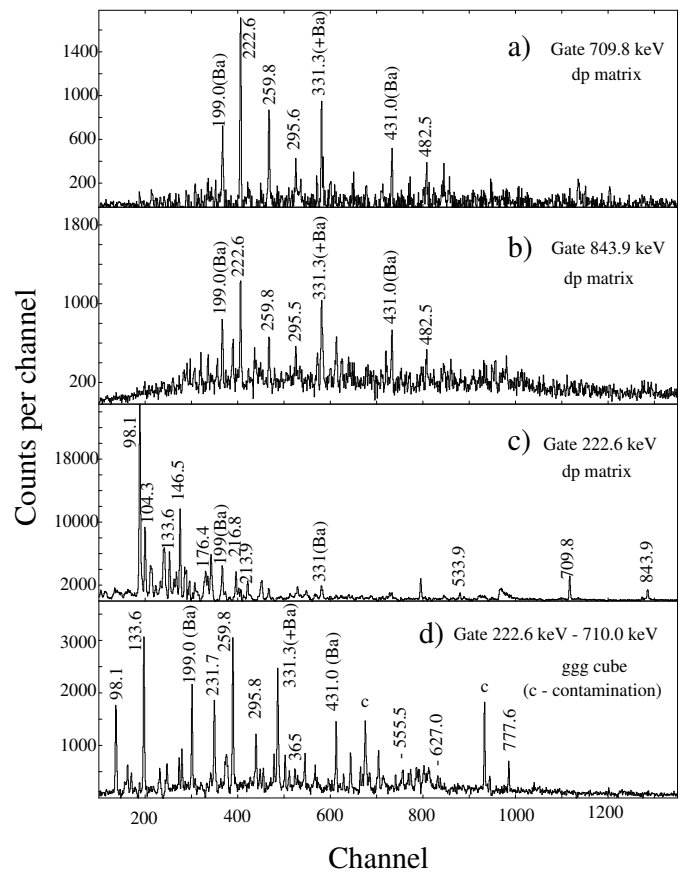 1400
1000
600
200
199.0(Ba)
222.6
259.8
295.6
331.3(+Ba)
431.0(Ba)
482.5
a) Gate 709.8 keV
dp matrix
1800
1000
200
199.0(Ba)
222.6
259.8
295.5
331.3(+Ba)
431.0(Ba)
482.5
b) Gate 843.9 keV
dp matrix
18000
10000
2000
98.1
104.3
133.6
146.5
176.4
199(Ba)
216.8
213.9
331(Ba)
533.9
709.8
843.9
c) Gate 222.6 keV
dp matrix
3000
2000
1000
98.1
133.6
199.0 (Ba)
231.7
259.8
295.8
331.3(+Ba)
365
431.0 (Ba)
c
- 555.5
- 627.0
c
777.6
d) Gate 222.6 keV - 710.0 keV
ggg cube
(c - contamination)
200 400 600 800 1000 1200
Channel
Counts per channel